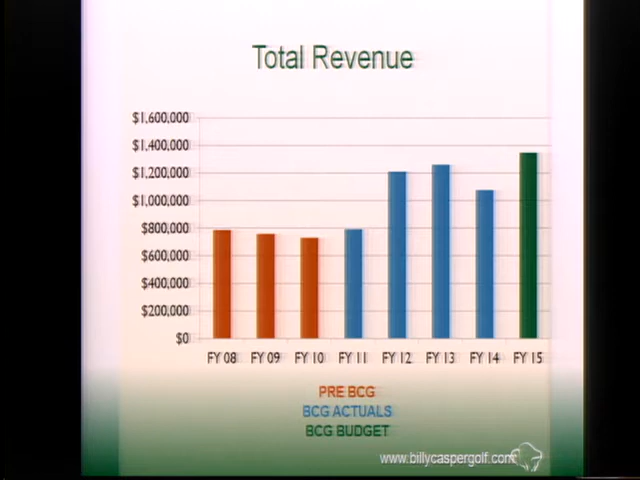 Total Revenue
$1,600,000
$1,400,000
$1,200,000
$1,000,000
$800,000
$600,000
$400,000
$200,000
$0
FY 08 FY 09 FY 10 FY 11 FY 12 FY 13 FY 14 FY 15
PRE BCG
BCG ACTUALS
BCG BUDGET
www.billycaspergolf.com